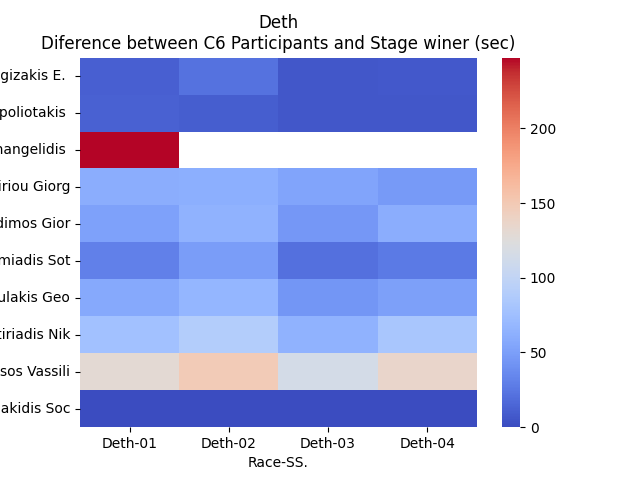 Deth
Diference between C6 Participants and Stage winer (sec)
gizakis E.
poliotakis
nangelidis
iriou Giorg
dimos Gior
miadis Sot
ulakis Geo
tiriadis Nik
sos Vassili
akidis Soc
Deth-01 Deth-02 Deth-03 Deth-04
Race-SS.
200
150
100
50
0